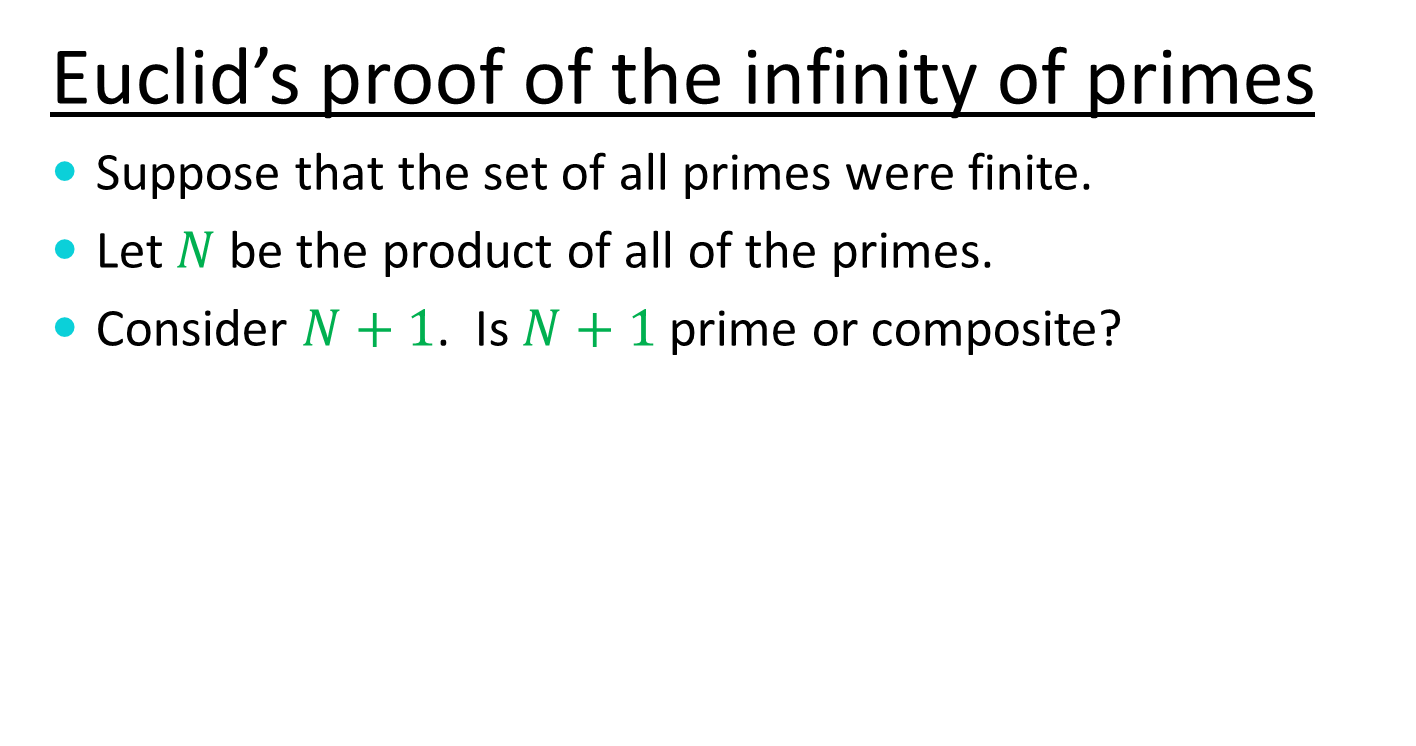 Euclid’s proof of the infinity of primes
• Suppose that the set of all primes were finite.
• Let N be the product of all of the primes.
• Consider N + 1. Is N + 1 prime or composite?